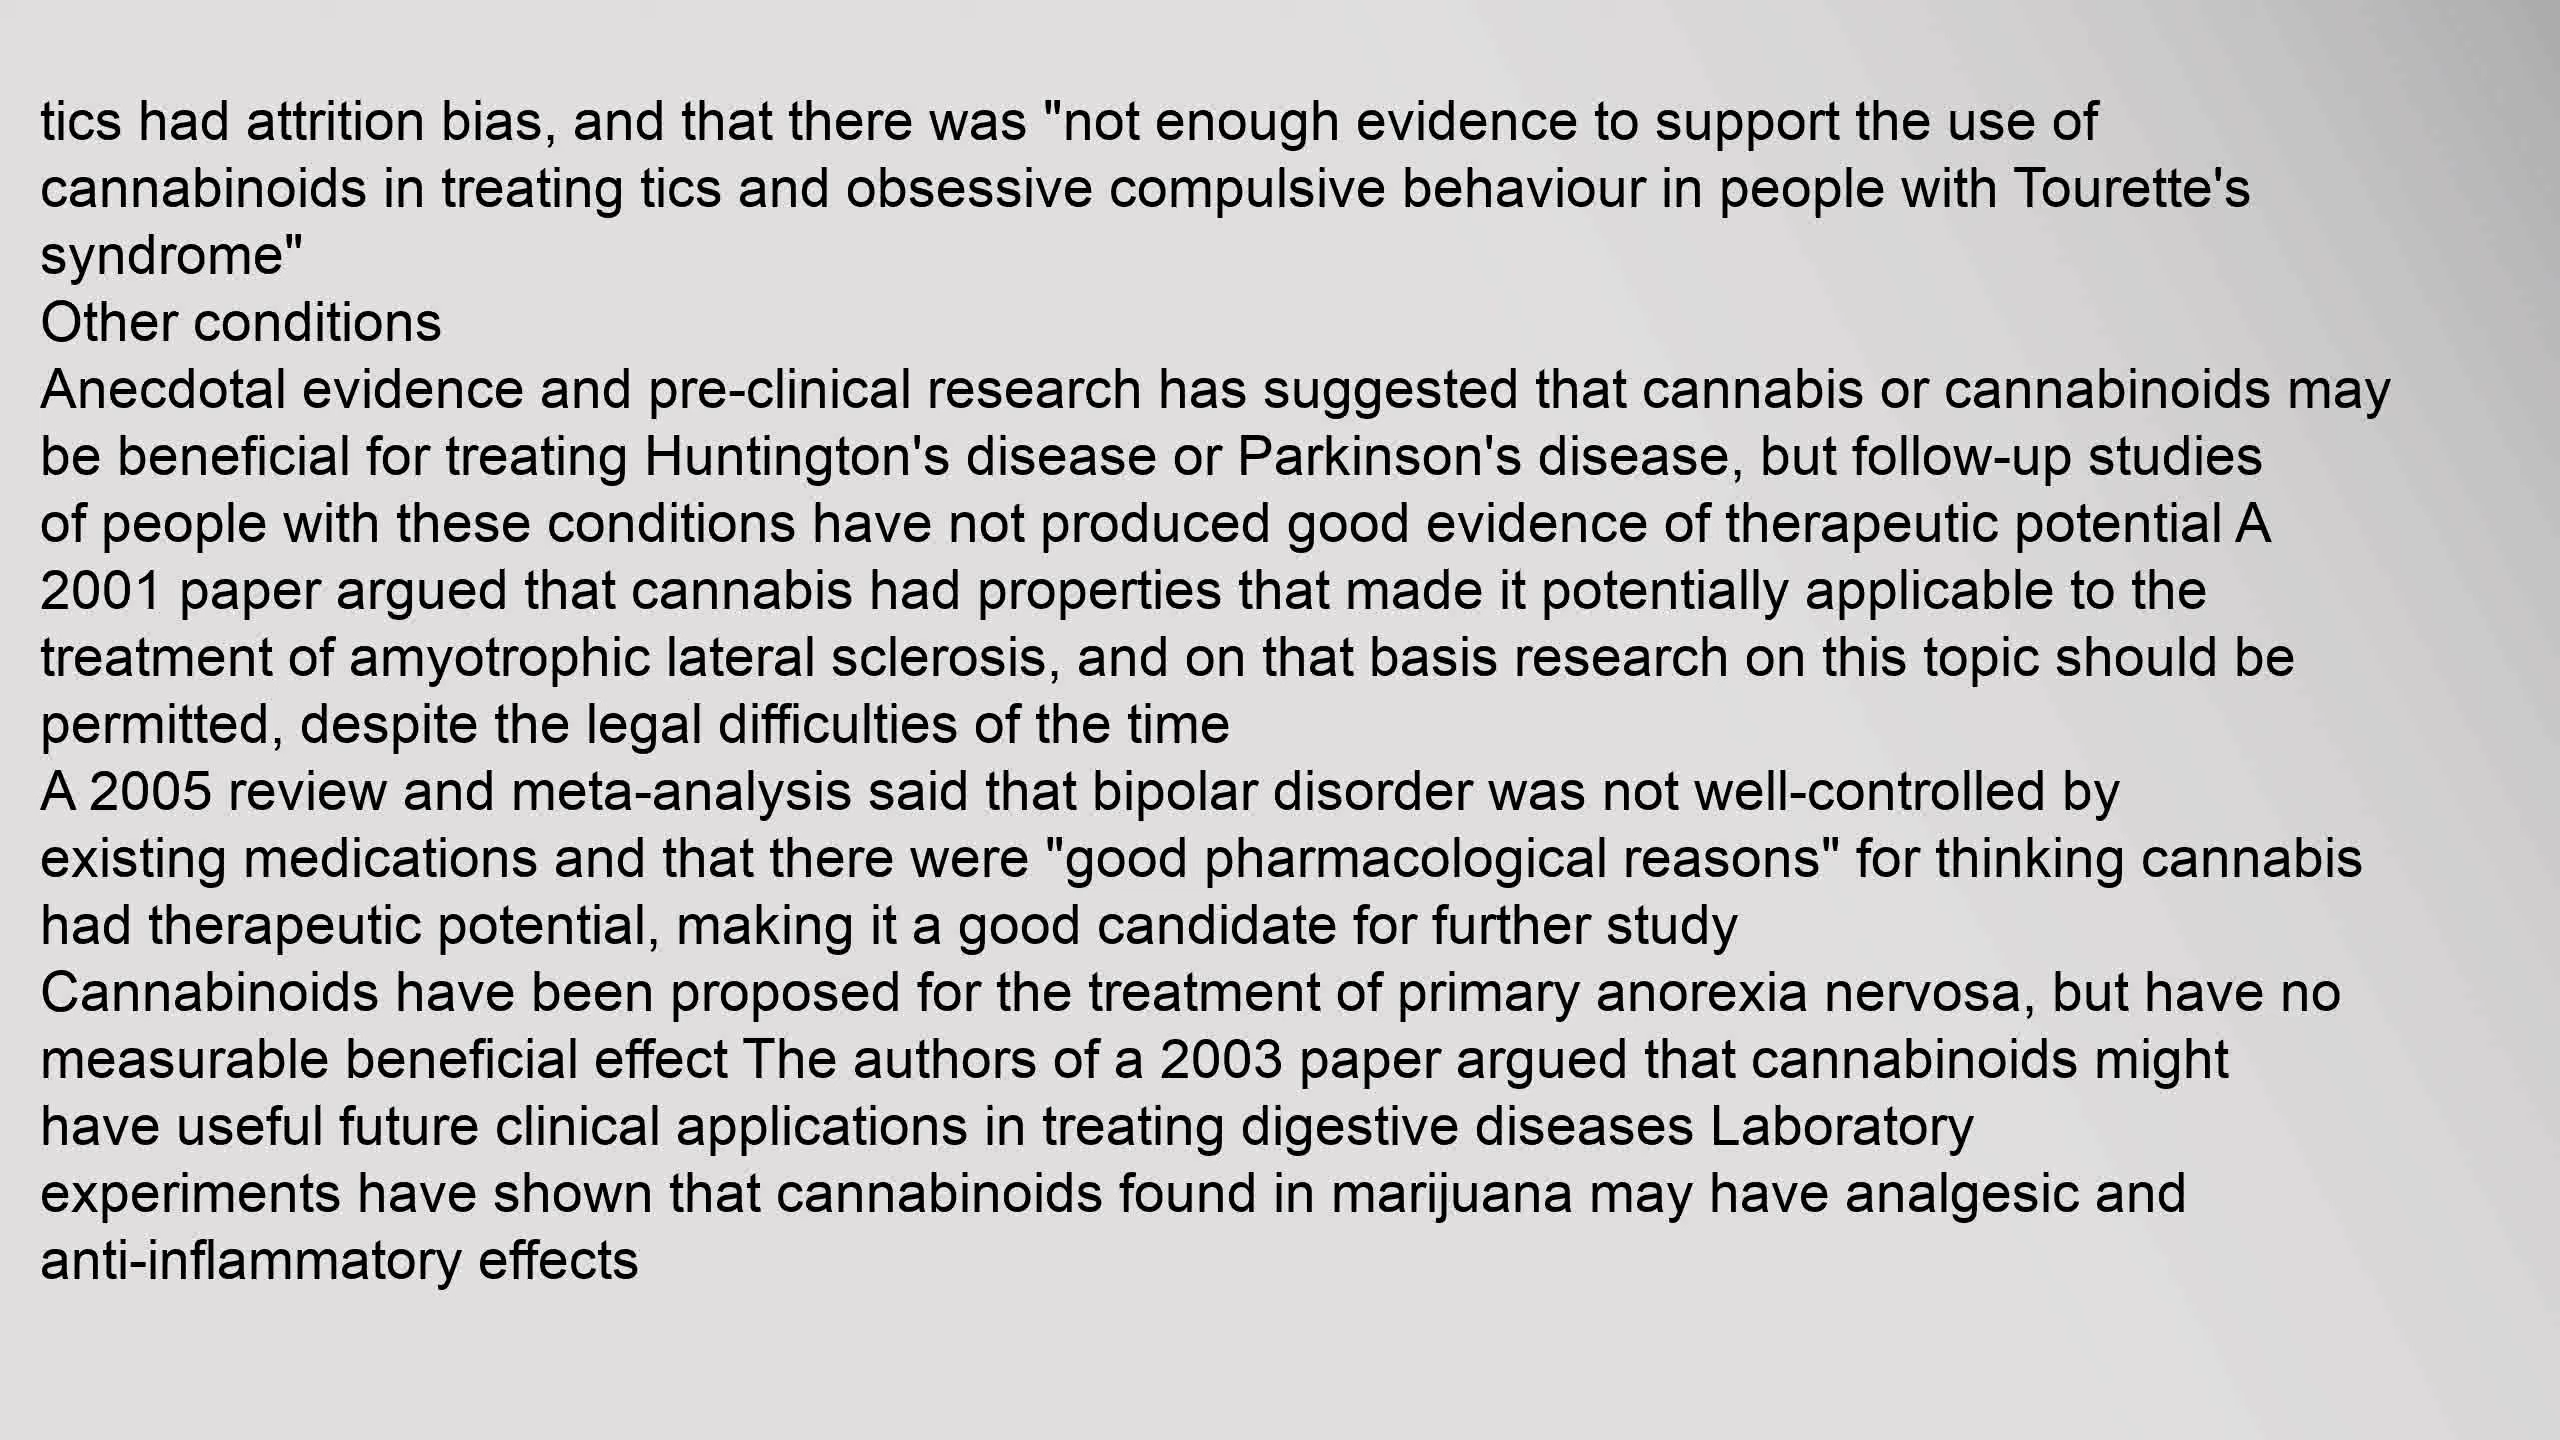 tics had attrition bias, and that there was "not enough evidence to support the use of
cannabinoids in treating tics and obsessive compulsive behaviour in people with Tourette's
syndrome"
Other conditions
Anecdotal evidence and pre-clinical research has suggested that cannabis or cannabinoids may
be beneficial for treating Huntington's disease or Parkinson's disease, but follow-up studies
of people with these conditions have not produced good evidence of therapeutic potential A
2001 paper argued that cannabis had properties that made it potentially applicable to the
treatment of amyotrophic lateral sclerosis, and on that basis research on this topic should be
permitted, despite the legal difficulties of the time
A 2005 review and meta-analysis said that bipolar disorder was not well-controlled by
existing medications and that there were "good pharmacological reasons" for thinking cannabis
had therapeutic potential, making it a good candidate for further study
Cannabinoids have been proposed for the treatment of primary anorexia nervosa, but have no
measurable beneficial effect The authors of a 2003 paper argued that cannabinoids might
have useful future clinical applications in treating digestive diseases Laboratory
experiments have shown that cannabinoids found in marijuana may have analgesic and
anti-inflammatory effects